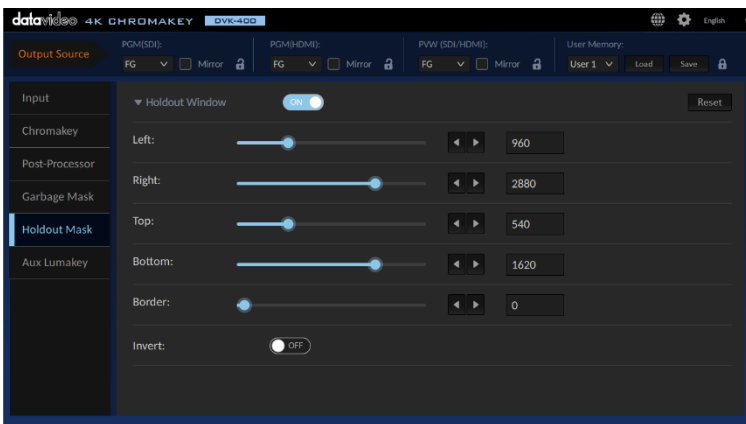 datavideo 4K CHROMAKEY DVK-400 English
Output Source
PGM(SDI): PGM(HDMI): PVW (SDI/HDMI): User Memory:
FG Mirror FG Mirror FG Mirror User 1 Load Save
Input
Chromakey
Post-Processor
Garbage Mask
Holdout Mask
Aux Lumakey
Holdout Window ON Reset
Left: 960
Right: 2880
Top: 540
Bottom: 1620
Border: 0
Invert: OFF